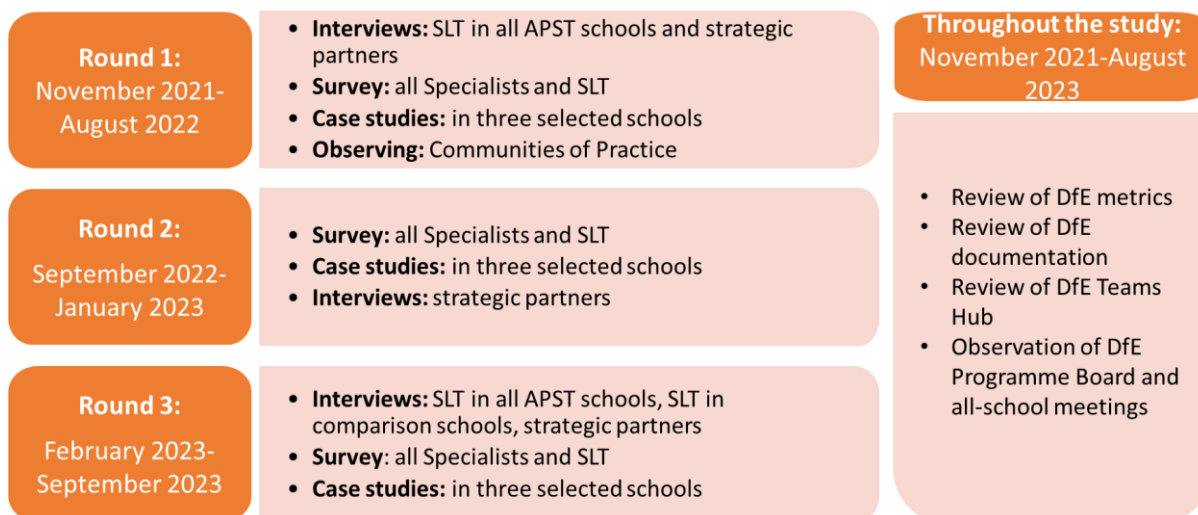 Round 1:
November 2021-
August 2022
• Interviews: SLT in all APST schools and strategic
partners
• Survey: all Specialists and SLT
• Case studies: in three selected schools
• Observing: Communities of Practice
Round 2:
September 2022-
January 2023
• Survey: all Specialists and SLT
• Case studies: in three selected schools
• Interviews: strategic partners
Round 3:
February 2023-
September 2023
• Interviews: SLT in all APST schools, SLT in
comparison schools, strategic partners
• Survey: all Specialists and SLT
• Case studies: in three selected schools
Throughout the study:
November 2021-August
2023
• Review of DfE metrics
• Review of DfE
documentation
• Review of DfE Teams
Hub
• Observation of DfE
Programme Board and
all-school meetings